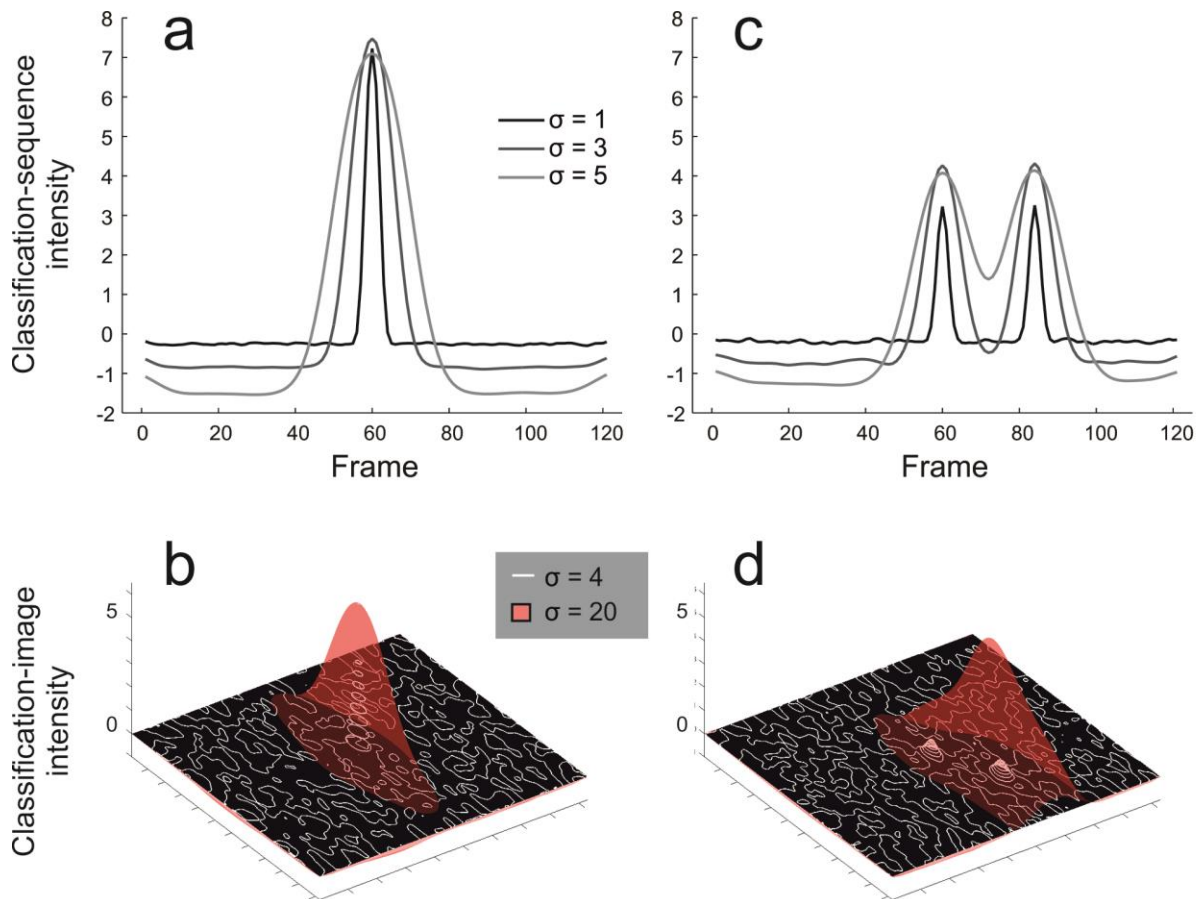 a
c
Classification-sequence
intensity
8
7
6
5
4
3
2
1
0
-1
-2
σ = 1
σ = 3
σ = 5
0 20 40 60 80 100 120
Frame
8
7
6
5
4
3
2
1
0
-1
-2
0 20 40 60 80 100 120
Frame
b
d
Classification-image
intensity
5
0
σ = 4
σ = 20
5
0